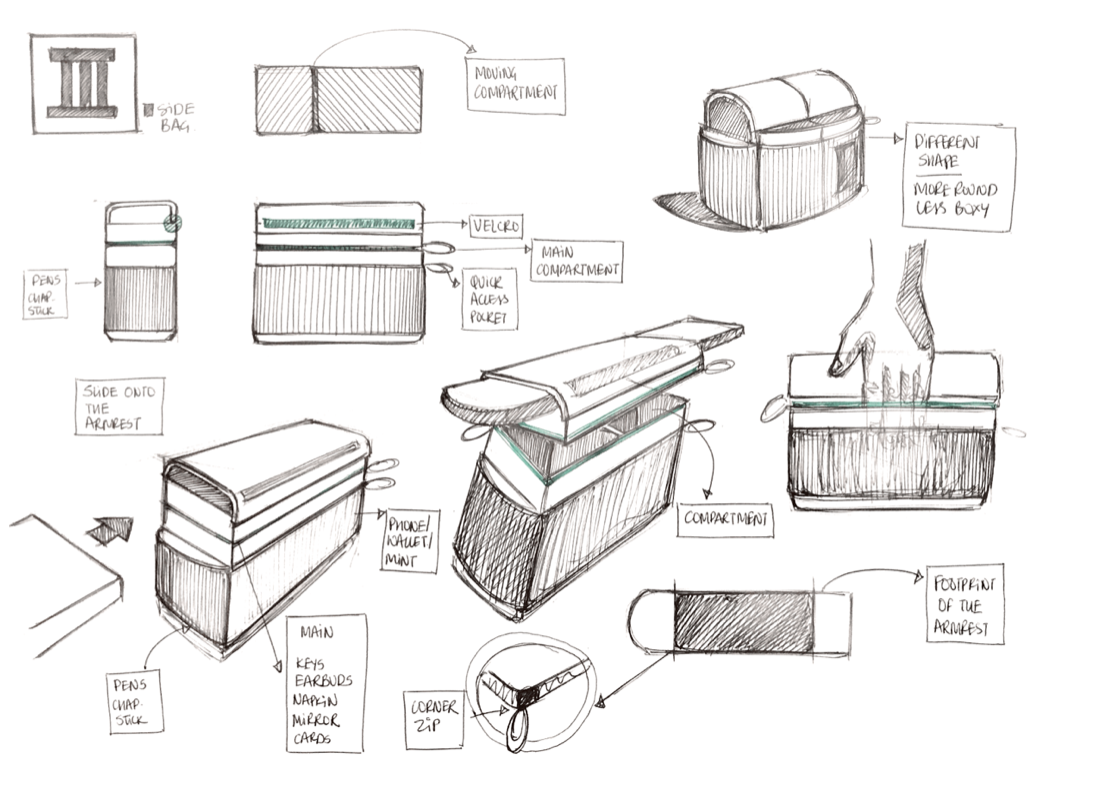 III
SIDE
BAG.
MOVING
COMPARTMENT
DIFFERENT
SHAPE
MORE ROUND
LESS BOXY
VELCRO
MAIN
COMPARTMENT
QUICK
ACCESS
POCKET
PENS
CHAP.
STICK
SLIDE ONTO
THE
ARMREST
PHONE/
WALLET/
MINT
COMPARTMENT
FOOTPRINT
OF THE
ARMREST
MAIN
KEYS
EARBUDS
NAPKIN
MIRROR
CARDS
PENS
CHAP.
STICK
CORNER
ZIP